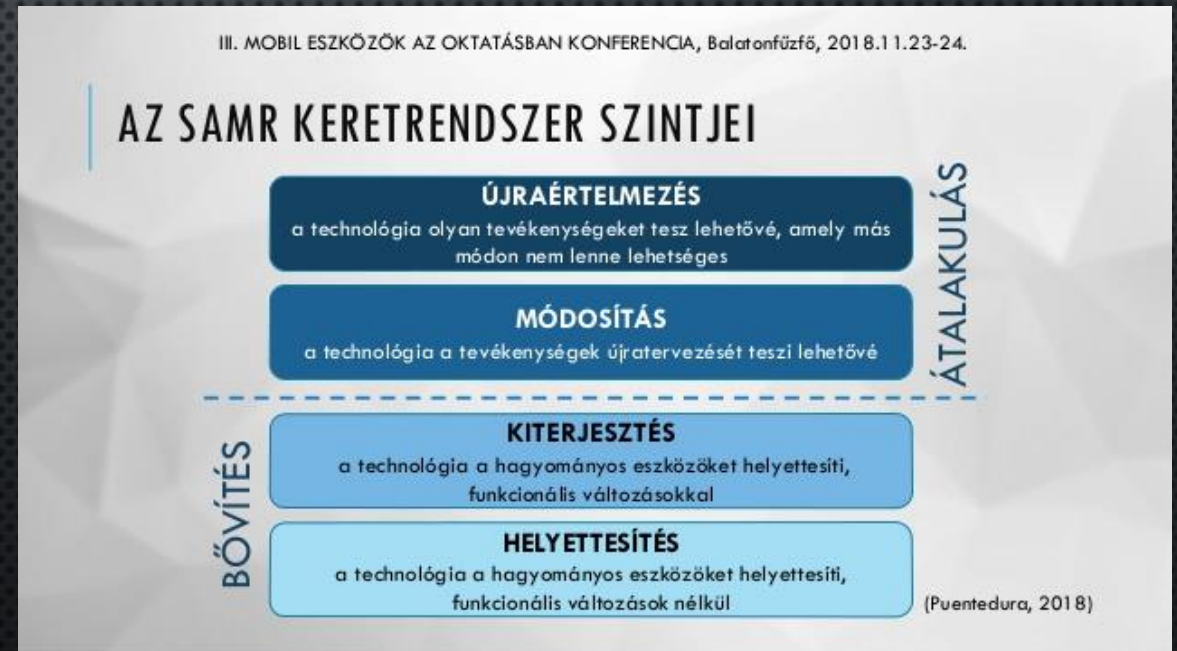 III. MOBIL ESZKÖZÖK AZ OKTATÁSBAN KONFERENCIA, Balatonfűzfő, 2018.11.23-24.
AZ SAMR KERETRENDSZER SZINTJEI
ÚJRAÉRTELMEZÉS
a technológia olyan tevékenységeket tesz lehetővé, amely más
módon nem lenne lehetséges
MÓDOSÍTÁS
a technológia a tevékenységek újratervezését teszi lehetővé
ÁTALAKULÁS
KITERJESZTÉS
a technológia a hagyományos eszközöket helyettesíti,
funkcionális változásokkal
HELYETTESÍTÉS
a technológia a hagyományos eszközöket helyettesíti,
funkcionális változások nélkül
BŐVÍTÉS
(Puentedura, 2018)